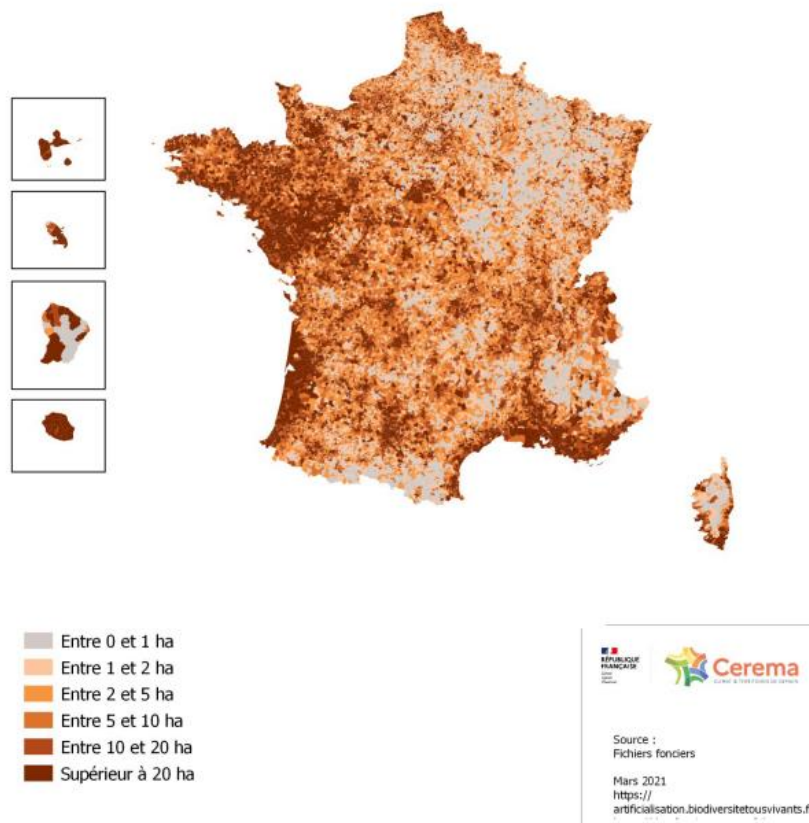 Entre 0 et 1 ha
Entre 1 et 2 ha
Entre 2 et 5 ha
Entre 5 et 10 ha
Entre 10 et 20 ha
Supérieur à 20 ha
RÉPUBLIQUE
FRANÇAISE
Cerema
Source :
Fichiers fonciers
Mars 2021
https://
artificialisation.biodiversitetousvivants.f